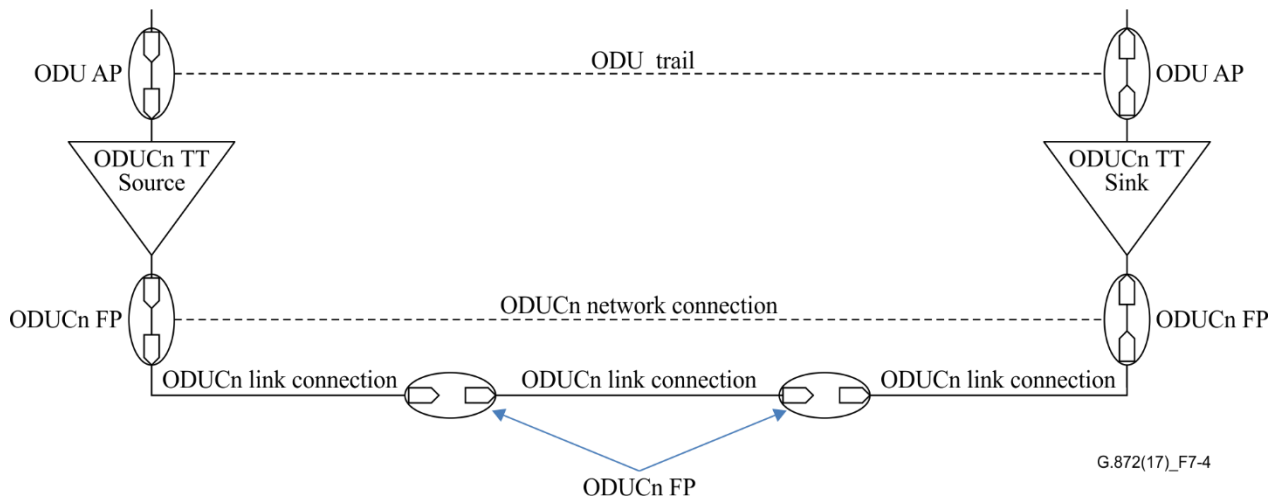 ODU trail
ODU AP
ODU AP
ODUCn TT
Source
ODUCn TT
Sink
ODUCn network connection
ODUCn FP
ODUCn FP
ODUCn link connection
ODUCn link connection
ODUCn link connection
G.872(17)_F7-4
ODUCn FP